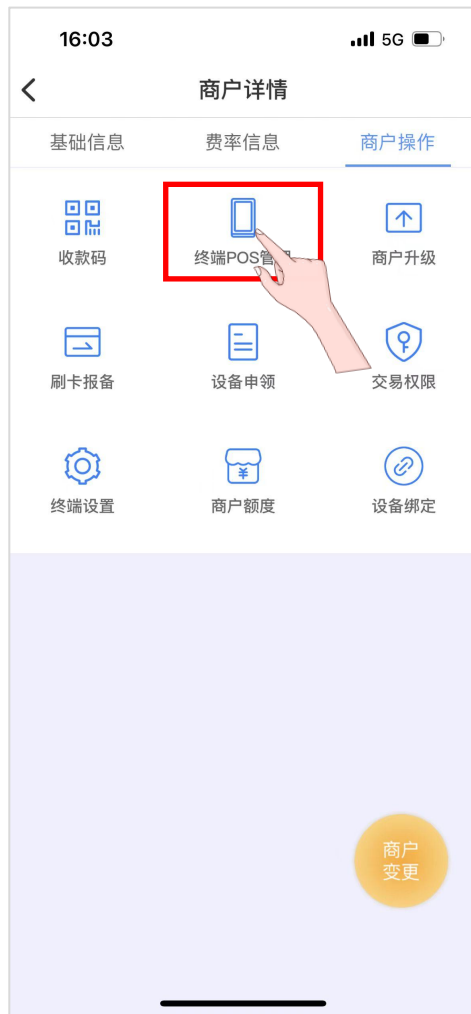 16:03 5G
商户详情
基础信息 费率信息 商户操作
收款码 终端POS管 商户升级
刷卡报备 设备申领 交易权限
终端设置 商户额度 设备绑定
商户
变更